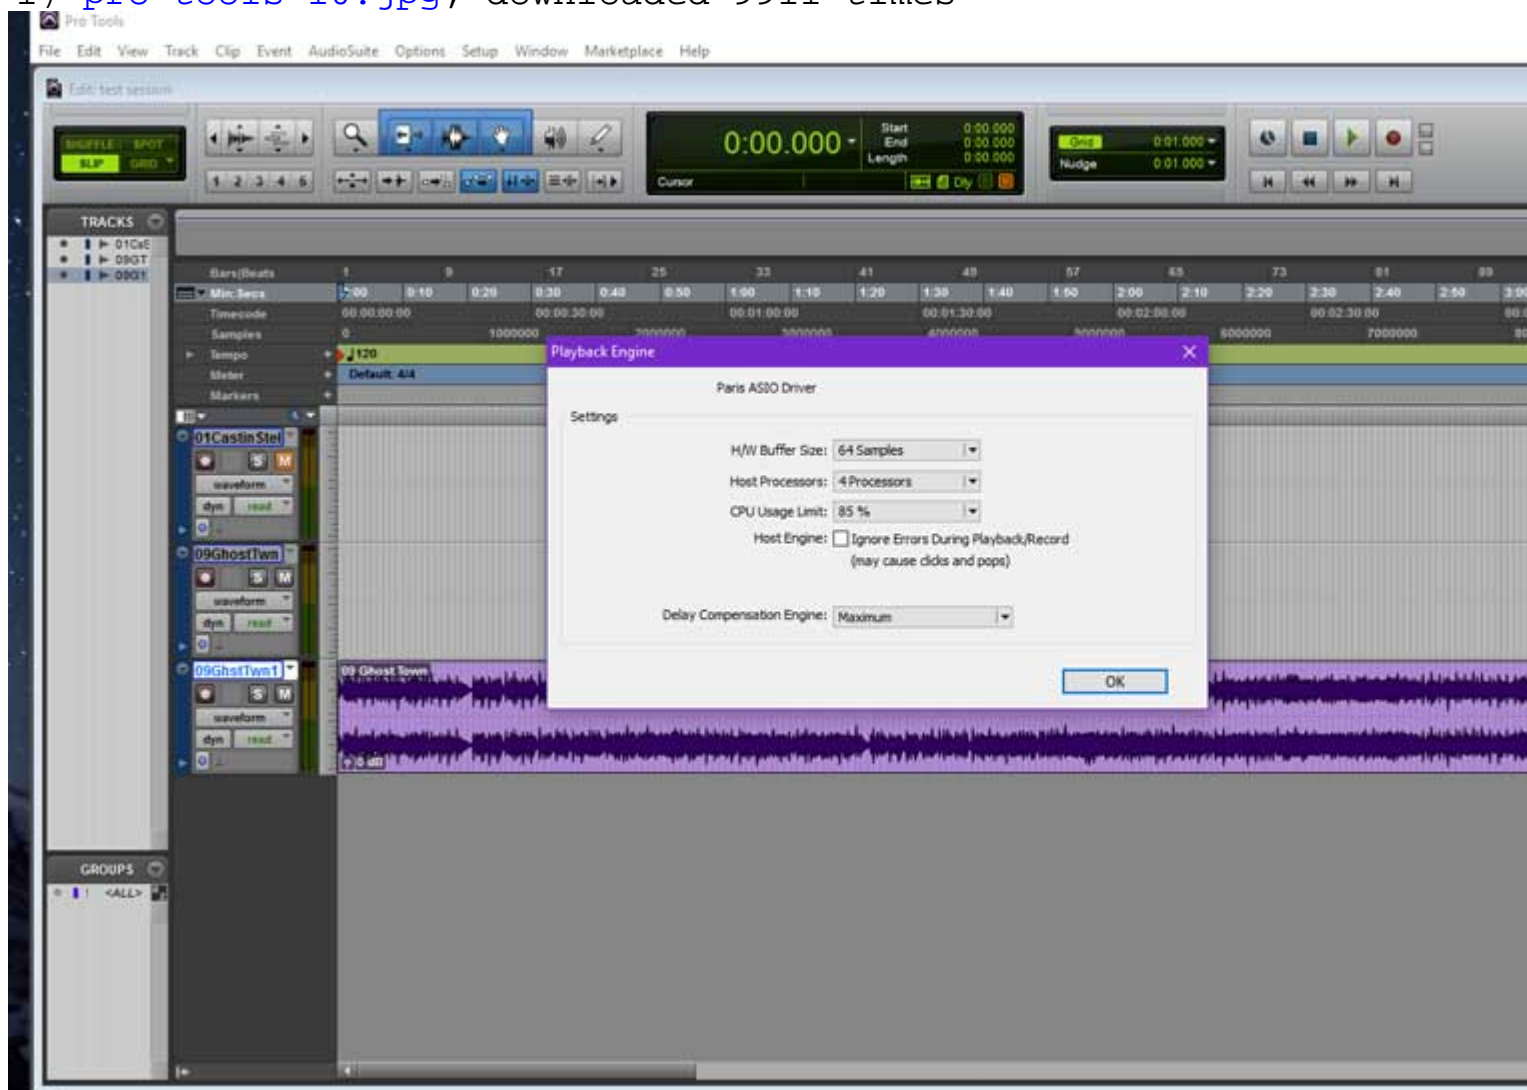 Pro Tools
File Edit View Track Clip Event AudioSuite Options Setup Window Marketplace Help
Edit: test session
SHUFFLE SPOT
SLIP GRID
1 2 3 4 5
0:00.000
Start 0:00.000
End 0:00.000
Length 0:00.000
Cursor
Dly
Grid 0:01.000
Nudge 0:01.000
TRACKS
09GT
Bars|Beats 1 9 17 25 33 41 49 57 65 73 81 89
Min:Secs 0:00 0:10 0:20 0:30 0:40 0:50 1:00 1:10 1:20 1:30 1:40 1:50 2:00 2:10 2:20 2:30 2:40 2:50
Timecode 00:00:00:00 00:00:30:00 00:01:00:00 00:01:30:00 00:02:00:00 00:02:30:00
Samples 0 1000000 2000000 3000000 4000000 5000000 6000000 7000000
Tempo 120
Meter Default: 4/4
Markers
Playback Engine
Paris ASIO Driver
Settings
H/W Buffer Size: 64 Samples
Host Processors: 4 Processors
CPU Usage Limit: 85 %
Host Engine: Ignore Errors During Playback/Record
(may cause clicks and pops)
Delay Compensation Engine: Maximum
OK
01CastinStel
S M
waveform
dyn read
09GhostTwn
S M
waveform
dyn read
09GhstTwn1
S M
waveform
dyn read
09 Ghost Town
0 dB
GROUPS
! <ALL>